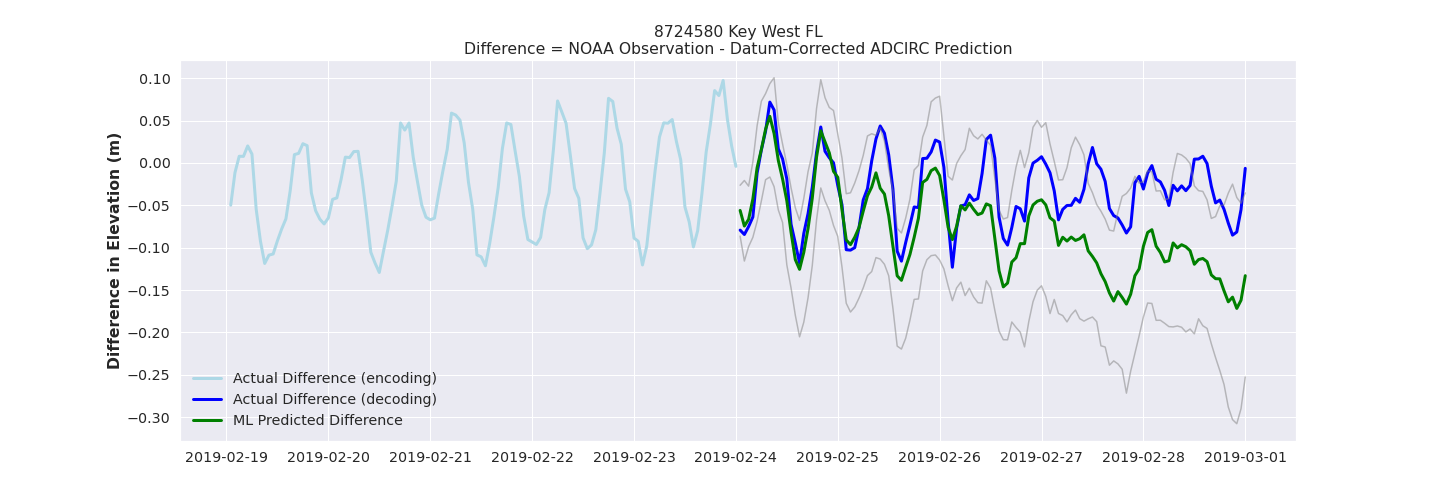 8724580 Key West FL
Difference = NOAA Observation - Datum-Corrected ADCIRC Prediction
Difference in Elevation (m)
0.10
0.05
0.00
−0.05
−0.10
−0.15
−0.20
−0.25
−0.30
Actual Difference (encoding)
Actual Difference (decoding)
ML Predicted Difference
2019-02-19 2019-02-20 2019-02-21 2019-02-22 2019-02-23 2019-02-24 2019-02-25 2019-02-26 2019-02-27 2019-02-28 2019-03-01